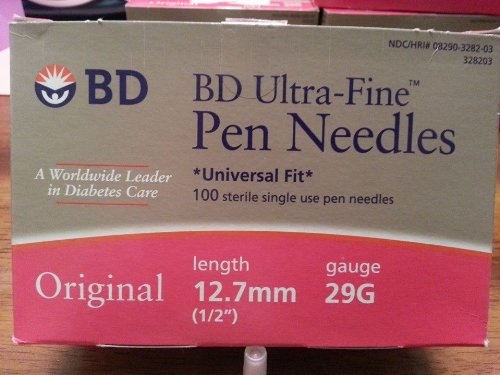 NDC/HRI# 08290-3282-03
328203
BD
BD Ultra-Fine™
Pen Needles
*Universal Fit*
100 sterile single use pen needles
A Worldwide Leader
in Diabetes Care
Original
length
12.7mm
(1/2")
gauge
29G